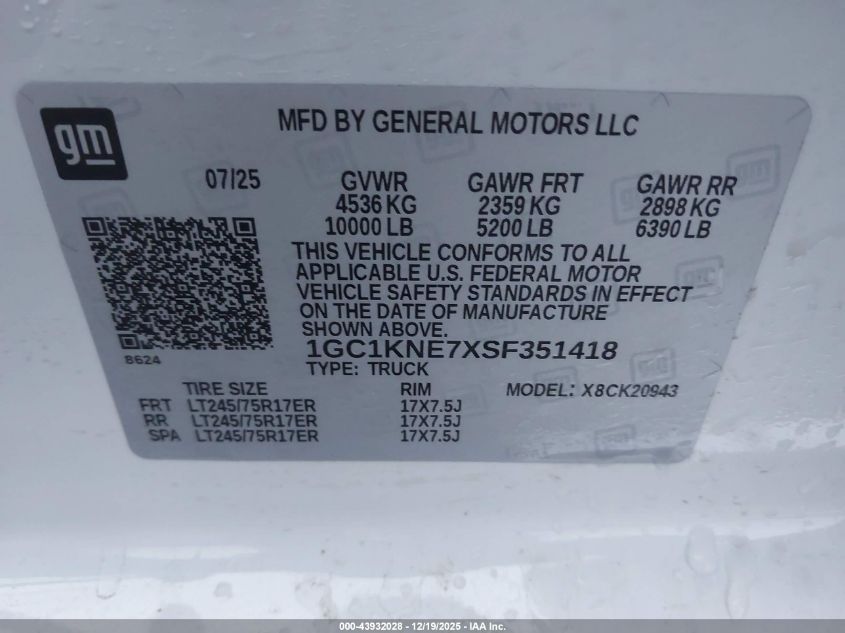 gm
MFD BY GENERAL MOTORS LLC
07/25 GVWR GAWR FRT GAWR RR
4536 KG 2359 KG 2898 KG
10000 LB 5200 LB 6390 LB
THIS VEHICLE CONFORMS TO ALL
APPLICABLE U.S. FEDERAL MOTOR
VEHICLE SAFETY STANDARDS IN EFFECT
ON THE DATE OF MANUFACTURE
SHOWN ABOVE.
8624
1GC1KNE7XSF351418
TYPE: TRUCK
TIRE SIZE RIM MODEL: X8CK20943
FRT LT245/75R17ER 17X7.5J
RR LT245/75R17ER 17X7.5J
SPA LT245/75R17ER 17X7.5J
000-43932028 - 12/19/2025 - IAA Inc.